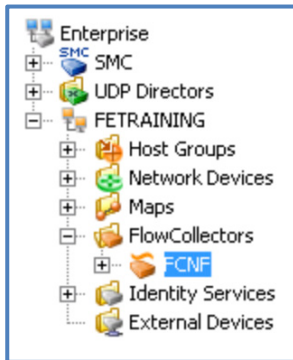 Enterprise
SMC
SMC
UDP Directors
FETRAINING
Host Groups
Network Devices
Maps
FlowCollectors
FCNF
Identity Services
External Devices